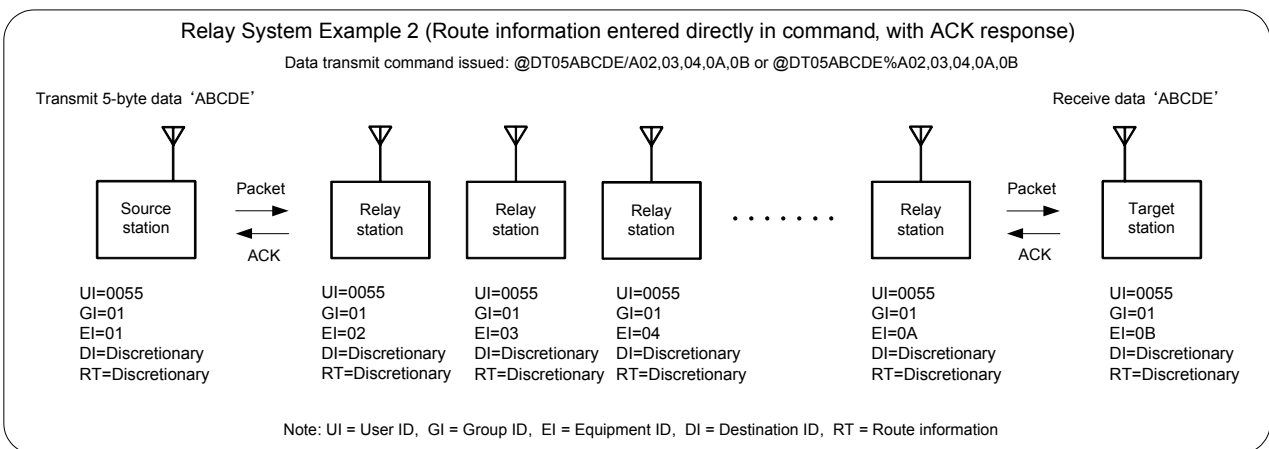 Relay System Example 2 (Route information entered directly in command, with ACK response)
Data transmit command issued: @DT05ABCDE/A02,03,04,0A,0B or @DT05ABCDE%A02,03,04,0A,0B
Transmit 5-byte data ‘ABCDE’
Receive data ‘ABCDE’
Source
station
Packet
ACK
Relay
station
Relay
station
Relay
station
.......
Relay
station
Packet
ACK
Target
station
UI=0055
GI=01
EI=01
DI=Discretionary
RT=Discretionary
UI=0055
GI=01
EI=02
DI=Discretionary
RT=Discretionary
UI=0055
GI=01
EI=03
DI=Discretionary
RT=Discretionary
UI=0055
GI=01
EI=04
DI=Discretionary
RT=Discretionary
UI=0055
GI=01
EI=0A
DI=Discretionary
RT=Discretionary
UI=0055
GI=01
EI=0B
DI=Discretionary
RT=Discretionary
Note: UI = User ID, GI = Group ID, EI = Equipment ID, DI = Destination ID, RT = Route information